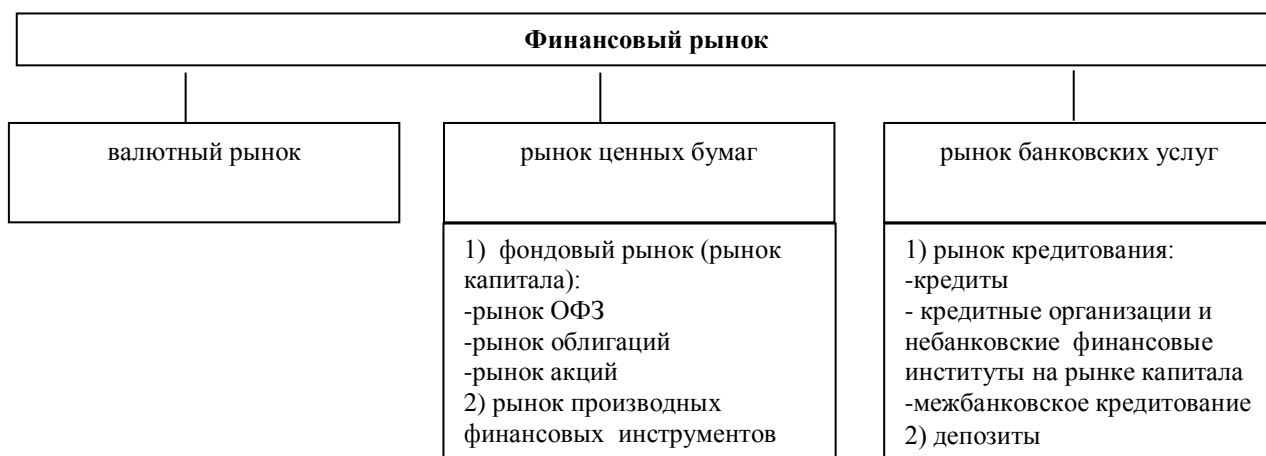 Финансовый рынок
валютный рынок
рынок ценных бумаг
1) фондовый рынок (рынок
капитала):
-рынок ОФЗ
-рынок облигаций
-рынок акций
2) рынок производных
финансовых инструментов
рынок банковских услуг
1) рынок кредитования:
-кредиты
- кредитные организации и
небанковские финансовые
институты на рынке капитала
-межбанковское кредитование
2) депозиты